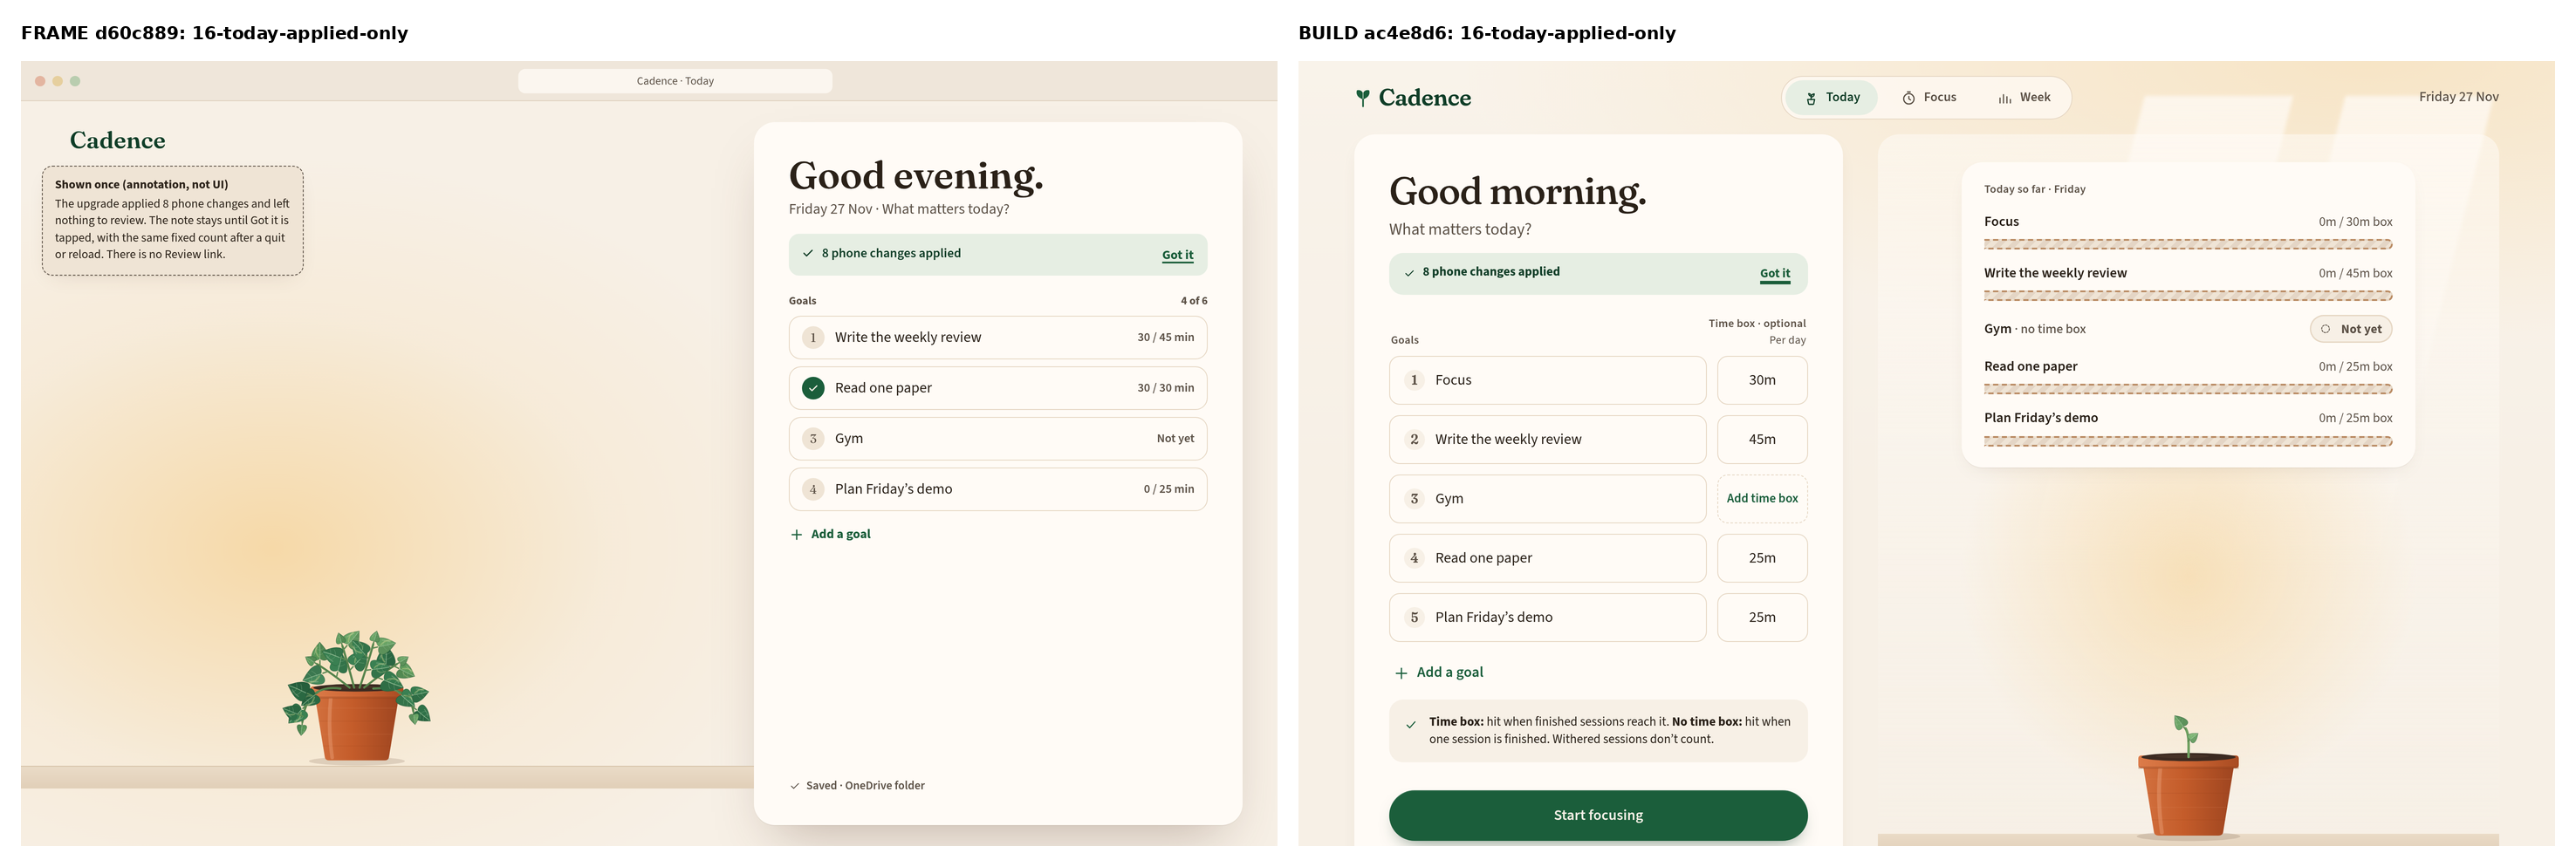 FRAME d60c889: 16-today-applied-only
Cadence · Today
Cadence
Shown once (annotation, not UI)
The upgrade applied 8 phone changes and left
nothing to review. The note stays until Got it is
tapped, with the same fixed count after a quit
or reload. There is no Review link.
Good evening.
Friday 27 Nov · What matters today?
8 phone changes applied
Got it
Goals
4 of 6
1 Write the weekly review 30 / 45 min
Read one paper 30 / 30 min
3 Gym Not yet
4 Plan Friday’s demo 0 / 25 min
Add a goal
Saved · OneDrive folder
BUILD ac4e8d6: 16-today-applied-only
Cadence
Today
Focus
Week
Friday 27 Nov
Good morning.
What matters today?
8 phone changes applied
Got it
Goals
Time box · optional
Per day
1 Focus 30m
2 Write the weekly review 45m
3 Gym Add time box
4 Read one paper 25m
5 Plan Friday’s demo 25m
Add a goal
Time box: hit when finished sessions reach it. No time box: hit when
one session is finished. Withered sessions don’t count.
Start focusing
Today so far · Friday
Focus 0m / 30m box
Write the weekly review 0m / 45m box
Gym · no time box Not yet
Read one paper 0m / 25m box
Plan Friday’s demo 0m / 25m box